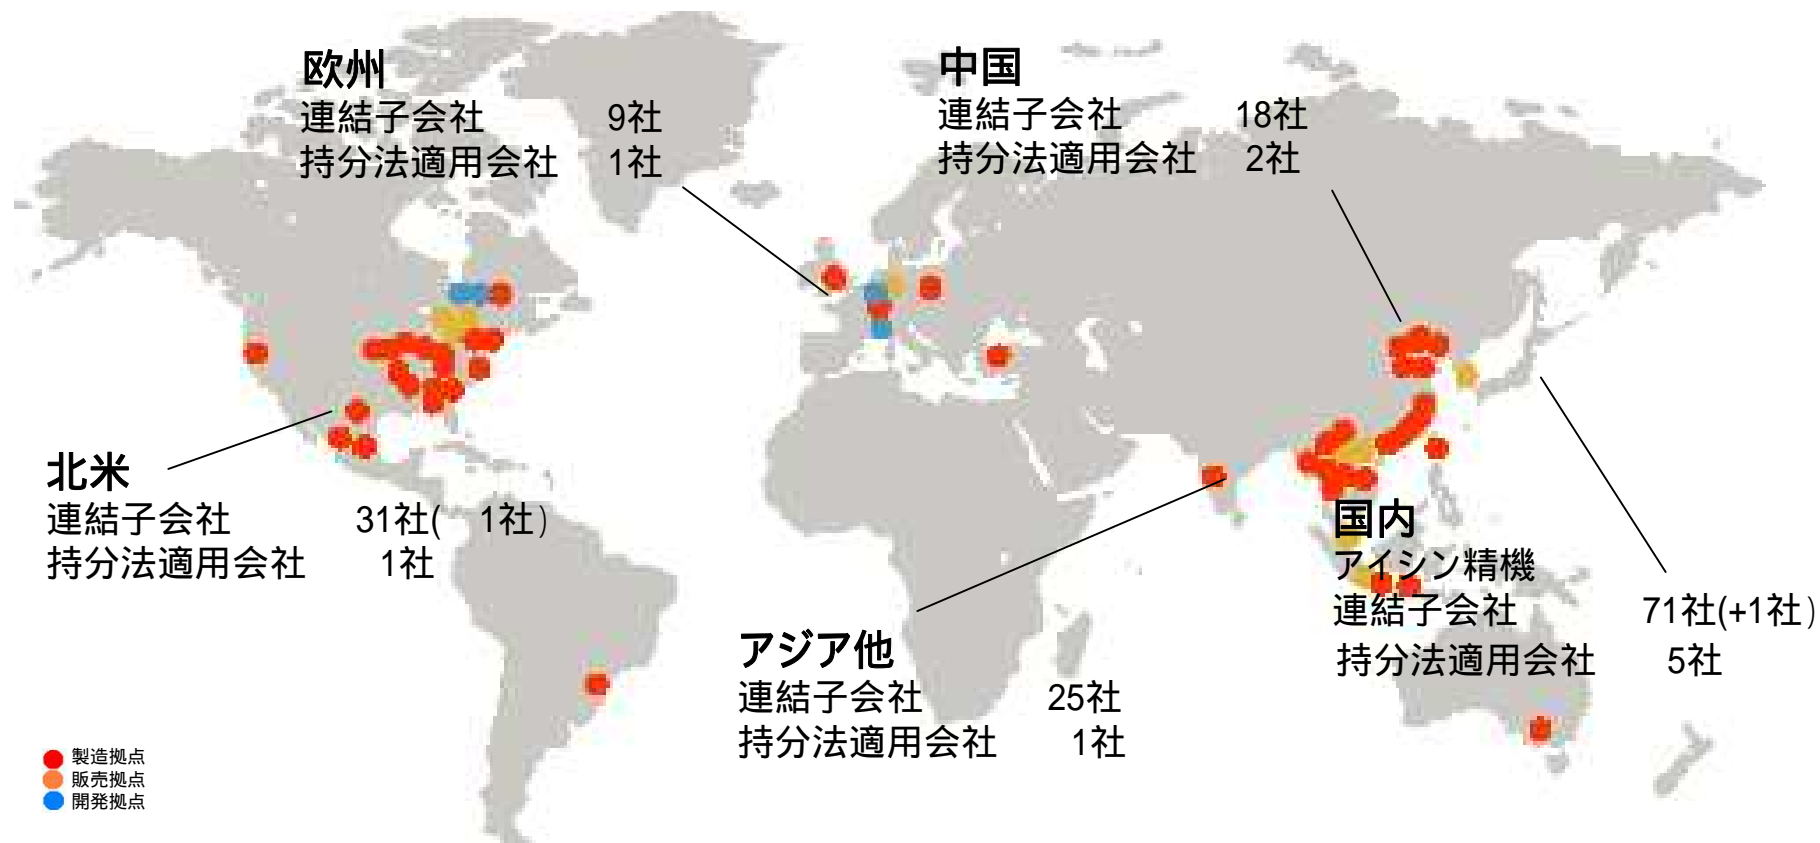 欧州
連結子会社 9社
持分法適用会社 1社
中国
連結子会社 18社
持分法適用会社 2社
北米
連結子会社 31社( 1社)
持分法適用会社 1社
国内
アイシン精機
連結子会社 71社(+1社)
持分法適用会社 5社
アジア他
連結子会社 25社
持分法適用会社 1社
製造拠点
販売拠点
開発拠点